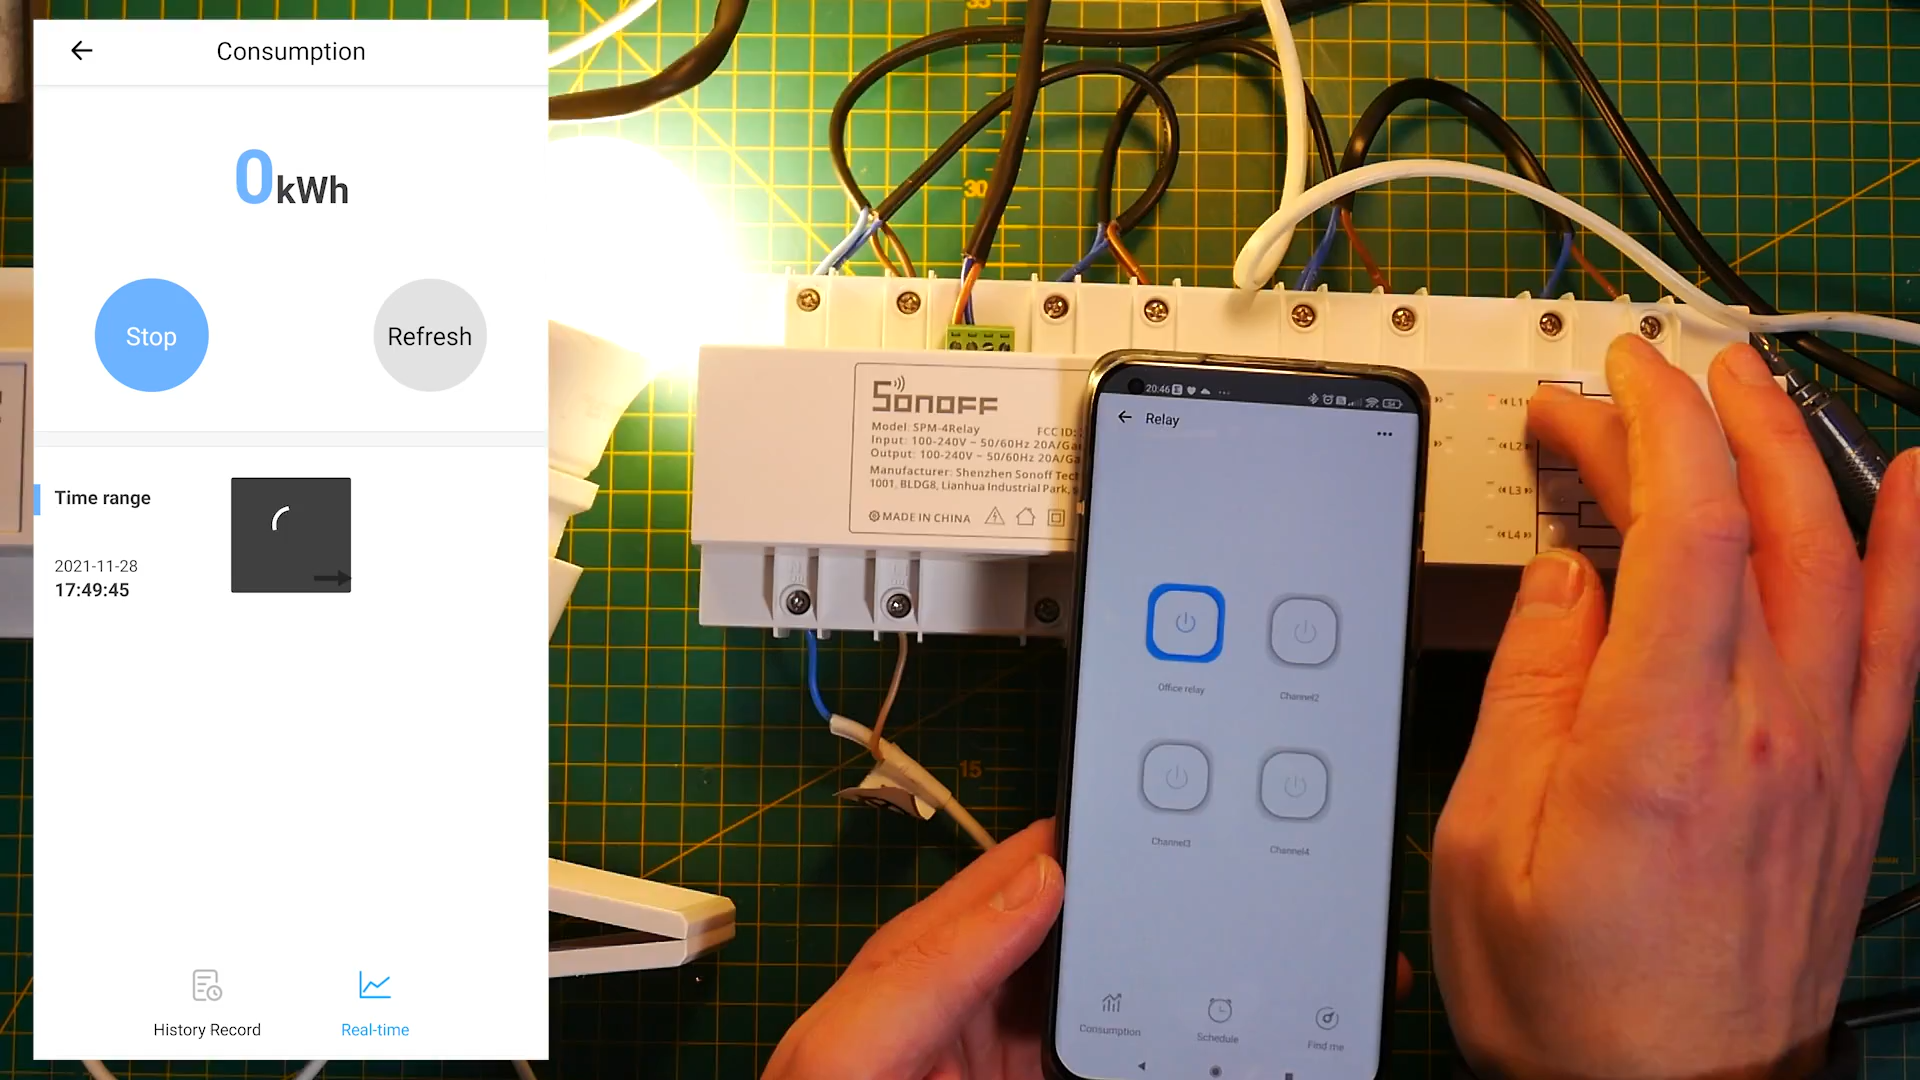 Consumption
0kWh
Stop
Refresh
Time range
2021-11-28
17:49:45
History Record
Real-time
35
30
15
SONOFF
Model: SPM-4Relay
FCC ID:
Input: 100-240V ~ 50/60Hz 20A/Ga
Output: 100-240V ~ 50/60Hz 20A/Ga
Manufacturer: Shenzhen Sonoff Tec
1001, BLDG8, Lianhua Industrial Park,
MADE IN CHINA
L1
L2
L3
L4
20:46
54
Relay
Office relay
Channel2
Channel3
Channel4
Consumption
Schedule
Find me